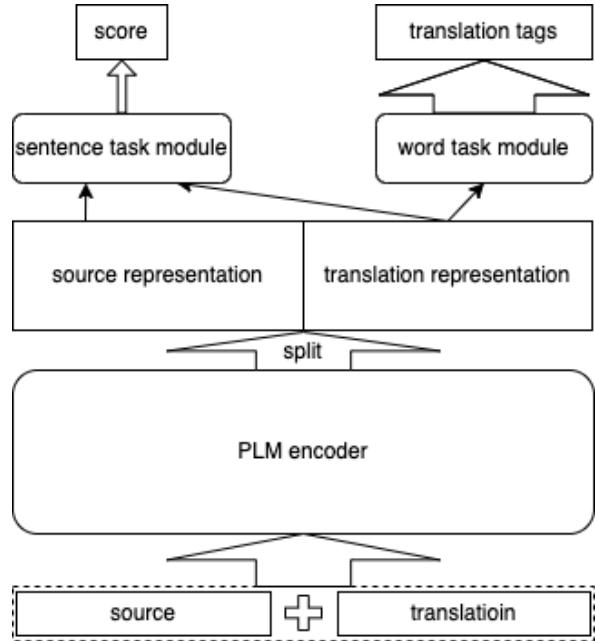 score
translation tags
sentence task module
word task module
source representation
translation representation
split
PLM encoder
source
translatioin